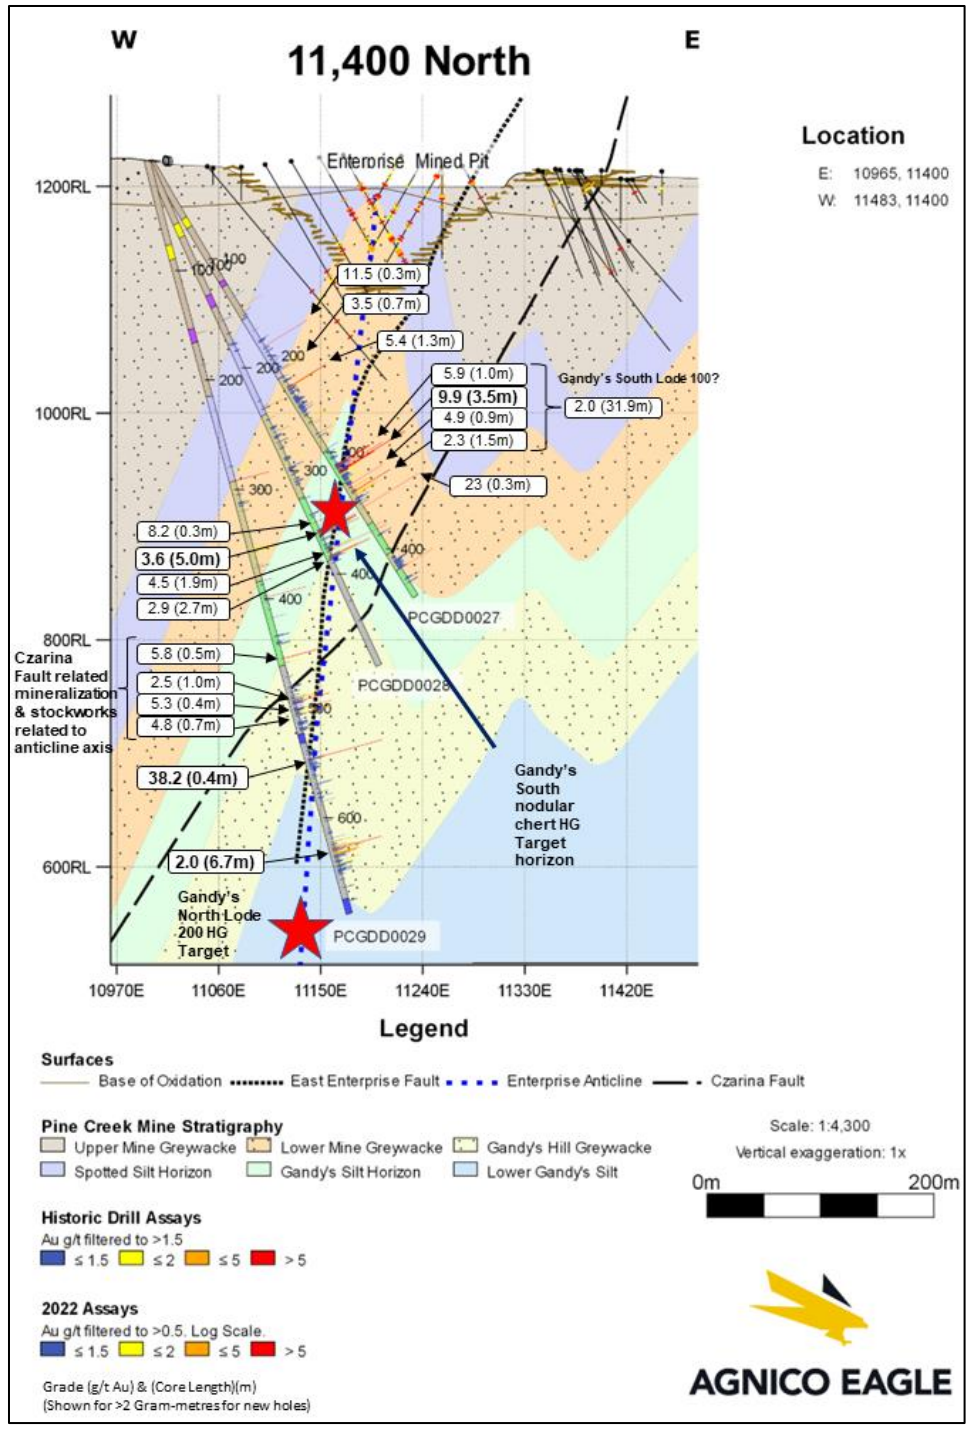 W
E
11,400 North
Location
E: 10965, 11400
W: 11483, 11400
Enterprise Mined Pit
1200RL
100
100
11.5 (0.3m)
3.5 (0.7m)
5.4 (1.3m)
200
200
200
5.9 (1.0m)
9.9 (3.5m)
4.9 (0.9m)
2.3 (1.5m)
Gandy's South Lode 100?
2.0 (31.9m)
1000RL
300
300
23 (0.3m)
8.2 (0.3m)
3.6 (5.0m)
4.5 (1.9m)
2.9 (2.7m)
400
400
400
PCGDD0027
800RL
Czarina
Fault related
mineralization
& stockworks
related to
anticline axis
5.8 (0.5m)
2.5 (1.0m)
5.3 (0.4m)
4.8 (0.7m)
PCGDD0028
38.2 (0.4m)
Gandy's
South
nodular
chert HG
Target
horizon
600
2.0 (6.7m)
600RL
Gandy's
North Lode
200 HG
Target
PCGDD0029
10970E
11060E
11150E
11240E
11330E
11420E
Legend
Surfaces
Base of Oxidation
East Enterprise Fault
Enterprise Anticline
Czarina Fault
Pine Creek Mine Stratigraphy
Upper Mine Greywacke
Lower Mine Greywacke
Gandy's Hill Greywacke
Spotted Silt Horizon
Gandy's Silt Horizon
Lower Gandy's Silt
Scale: 1:4,300
Vertical exaggeration: 1x
0m
200m
Historic Drill Assays
Au g/t filtered to >1.5
≤ 1.5
≤ 2
≤ 5
> 5
2022 Assays
Au g/t filtered to >0.5. Log Scale.
≤ 1.5
≤ 2
≤ 5
> 5
Grade (g/t Au) & (Core Length)(m)
(Shown for >2 Gram-metres for new holes)
AGNICO EAGLE